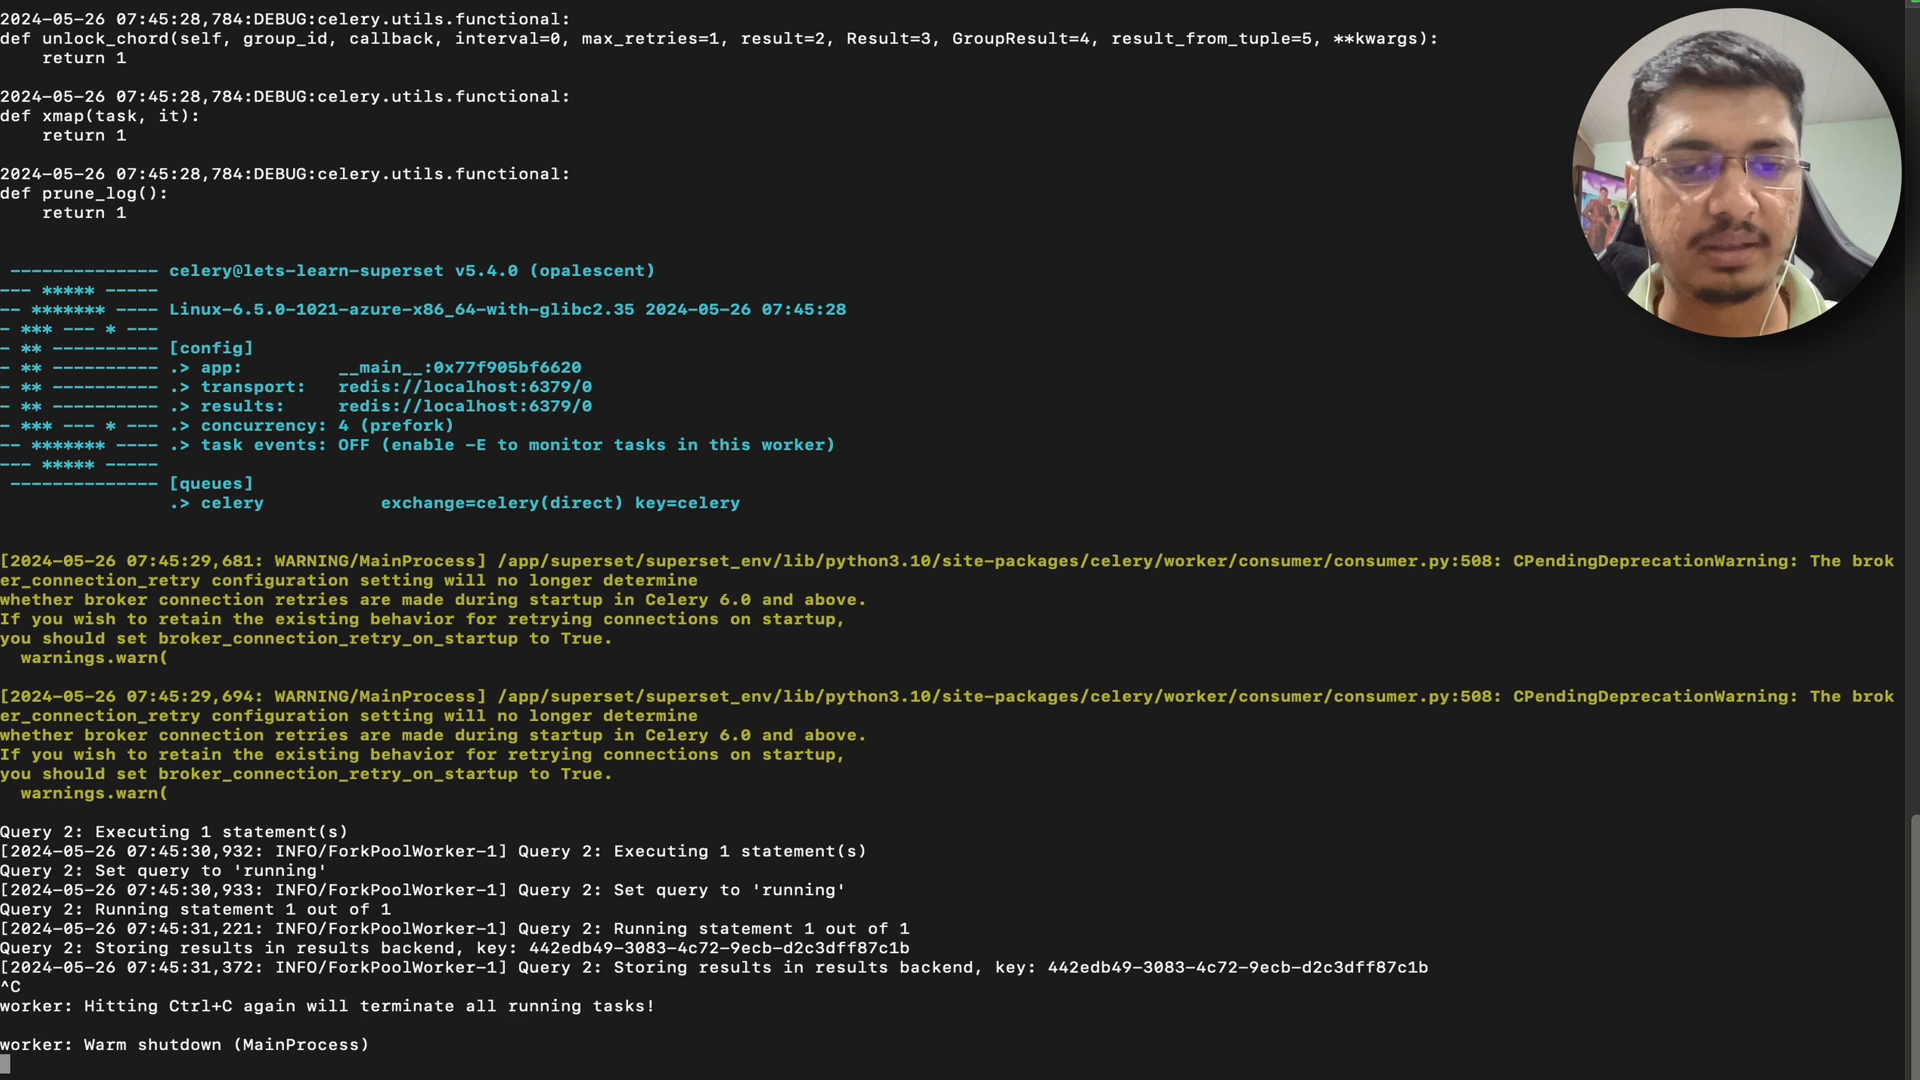 2024-05-26 07:45:28,784:DEBUG:celery.utils.functional:
def unlock_chord(self, group_id, callback, interval=0, max_retries=1, result=2, Result=3, GroupResult=4, result_from_tuple=5, **kwargs):
    return 1
2024-05-26 07:45:28,784:DEBUG:celery.utils.functional:
def xmap(task, it):
    return 1
2024-05-26 07:45:28,784:DEBUG:celery.utils.functional:
def prune_log():
    return 1
 -------------- celery@lets-learn-superset v5.4.0 (opalescent)
--- ***** -----
-- ******* ---- Linux-6.5.0-1021-azure-x86_64-with-glibc2.35 2024-05-26 07:45:28
- *** --- * ---
- ** ---------- [config]
- ** ---------- .> app:         __main__:0x77f905bf6620
- ** ---------- .> transport:   redis://localhost:6379/0
- ** ---------- .> results:     redis://localhost:6379/0
- *** --- * --- .> concurrency: 4 (prefork)
-- ******* ---- .> task events: OFF (enable -E to monitor tasks in this worker)
--- ***** -----
 -------------- [queues]
                .> celery           exchange=celery(direct) key=celery
[2024-05-26 07:45:29,681: WARNING/MainProcess] /app/superset/superset_env/lib/python3.10/site-packages/celery/worker/consumer/consumer.py:508: CPendingDeprecationWarning: The brok
er_connection_retry configuration setting will no longer determine
whether broker connection retries are made during startup in Celery 6.0 and above.
If you wish to retain the existing behavior for retrying connections on startup,
you should set broker_connection_retry_on_startup to True.
  warnings.warn(
[2024-05-26 07:45:29,694: WARNING/MainProcess] /app/superset/superset_env/lib/python3.10/site-packages/celery/worker/consumer/consumer.py:508: CPendingDeprecationWarning: The brok
er_connection_retry configuration setting will no longer determine
whether broker connection retries are made during startup in Celery 6.0 and above.
If you wish to retain the existing behavior for retrying connections on startup,
you should set broker_connection_retry_on_startup to True.
  warnings.warn(
Query 2: Executing 1 statement(s)
[2024-05-26 07:45:30,932: INFO/ForkPoolWorker-1] Query 2: Executing 1 statement(s)
Query 2: Set query to 'running'
[2024-05-26 07:45:30,933: INFO/ForkPoolWorker-1] Query 2: Set query to 'running'
Query 2: Running statement 1 out of 1
[2024-05-26 07:45:31,221: INFO/ForkPoolWorker-1] Query 2: Running statement 1 out of 1
Query 2: Storing results in results backend, key: 442edb49-3083-4c72-9ecb-d2c3dff87c1b
[2024-05-26 07:45:31,372: INFO/ForkPoolWorker-1] Query 2: Storing results in results backend, key: 442edb49-3083-4c72-9ecb-d2c3dff87c1b
^C
worker: Hitting Ctrl+C again will terminate all running tasks!
worker: Warm shutdown (MainProcess)